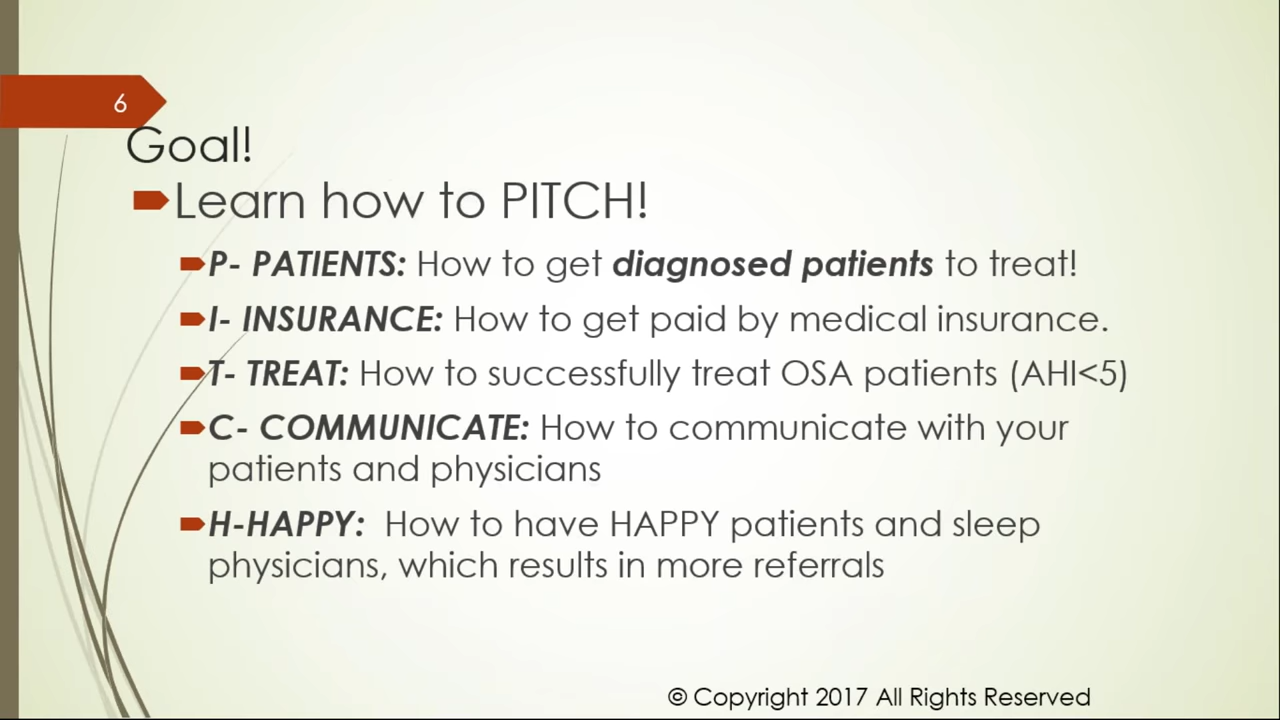 6
Goal!
Learn how to PITCH!
P- PATIENTS: How to get diagnosed patients to treat!
I- INSURANCE: How to get paid by medical insurance.
T- TREAT: How to successfully treat OSA patients (AHI<5)
C- COMMUNICATE: How to communicate with your
patients and physicians
H-HAPPY:  How to have HAPPY patients and sleep
physicians, which results in more referrals
© Copyright 2017 All Rights Reserved